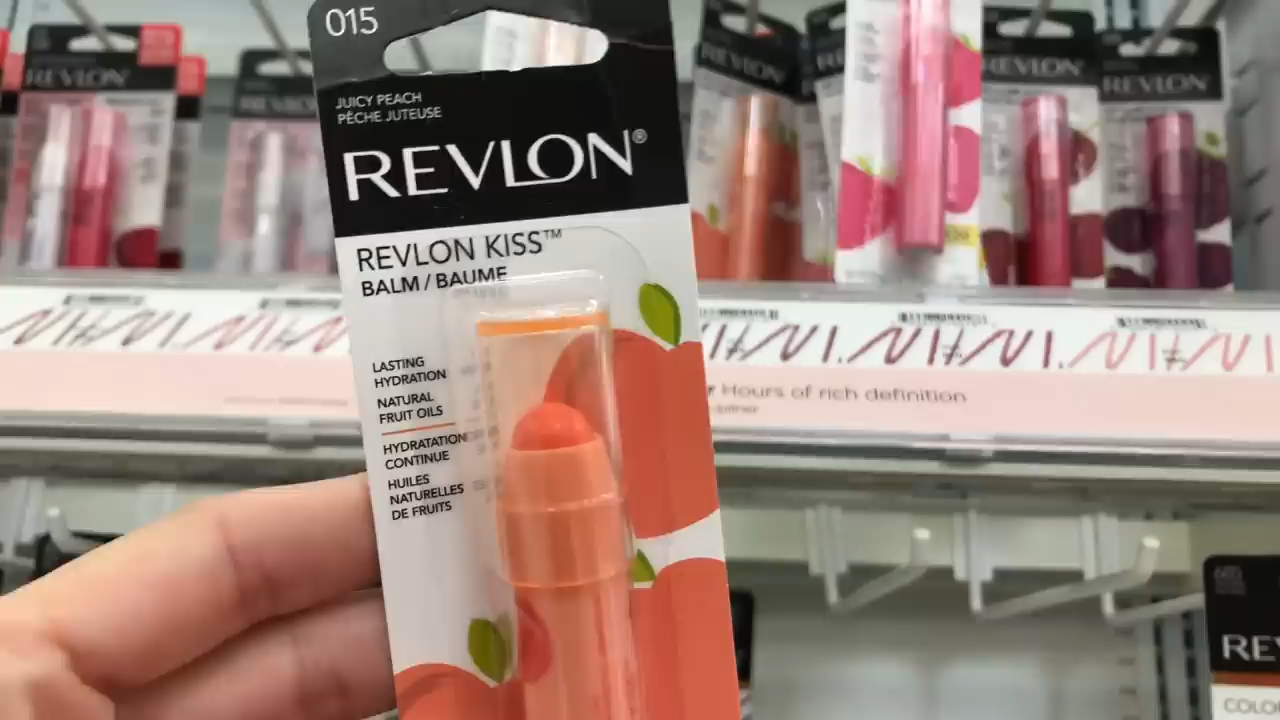 015
JUICY PEACH
PÊCHE JUTEUSE
REVLON®
REVLON KISS™
BALM / BAUME
LASTING
HYDRATION
NATURAL
FRUIT OILS
HYDRATATION
CONTINUE
HUILES
NATURELLES
DE FRUITS
REVLON
REVLON
REVLON
REVLON
REVLON
Hours of rich definition
RE
COLO